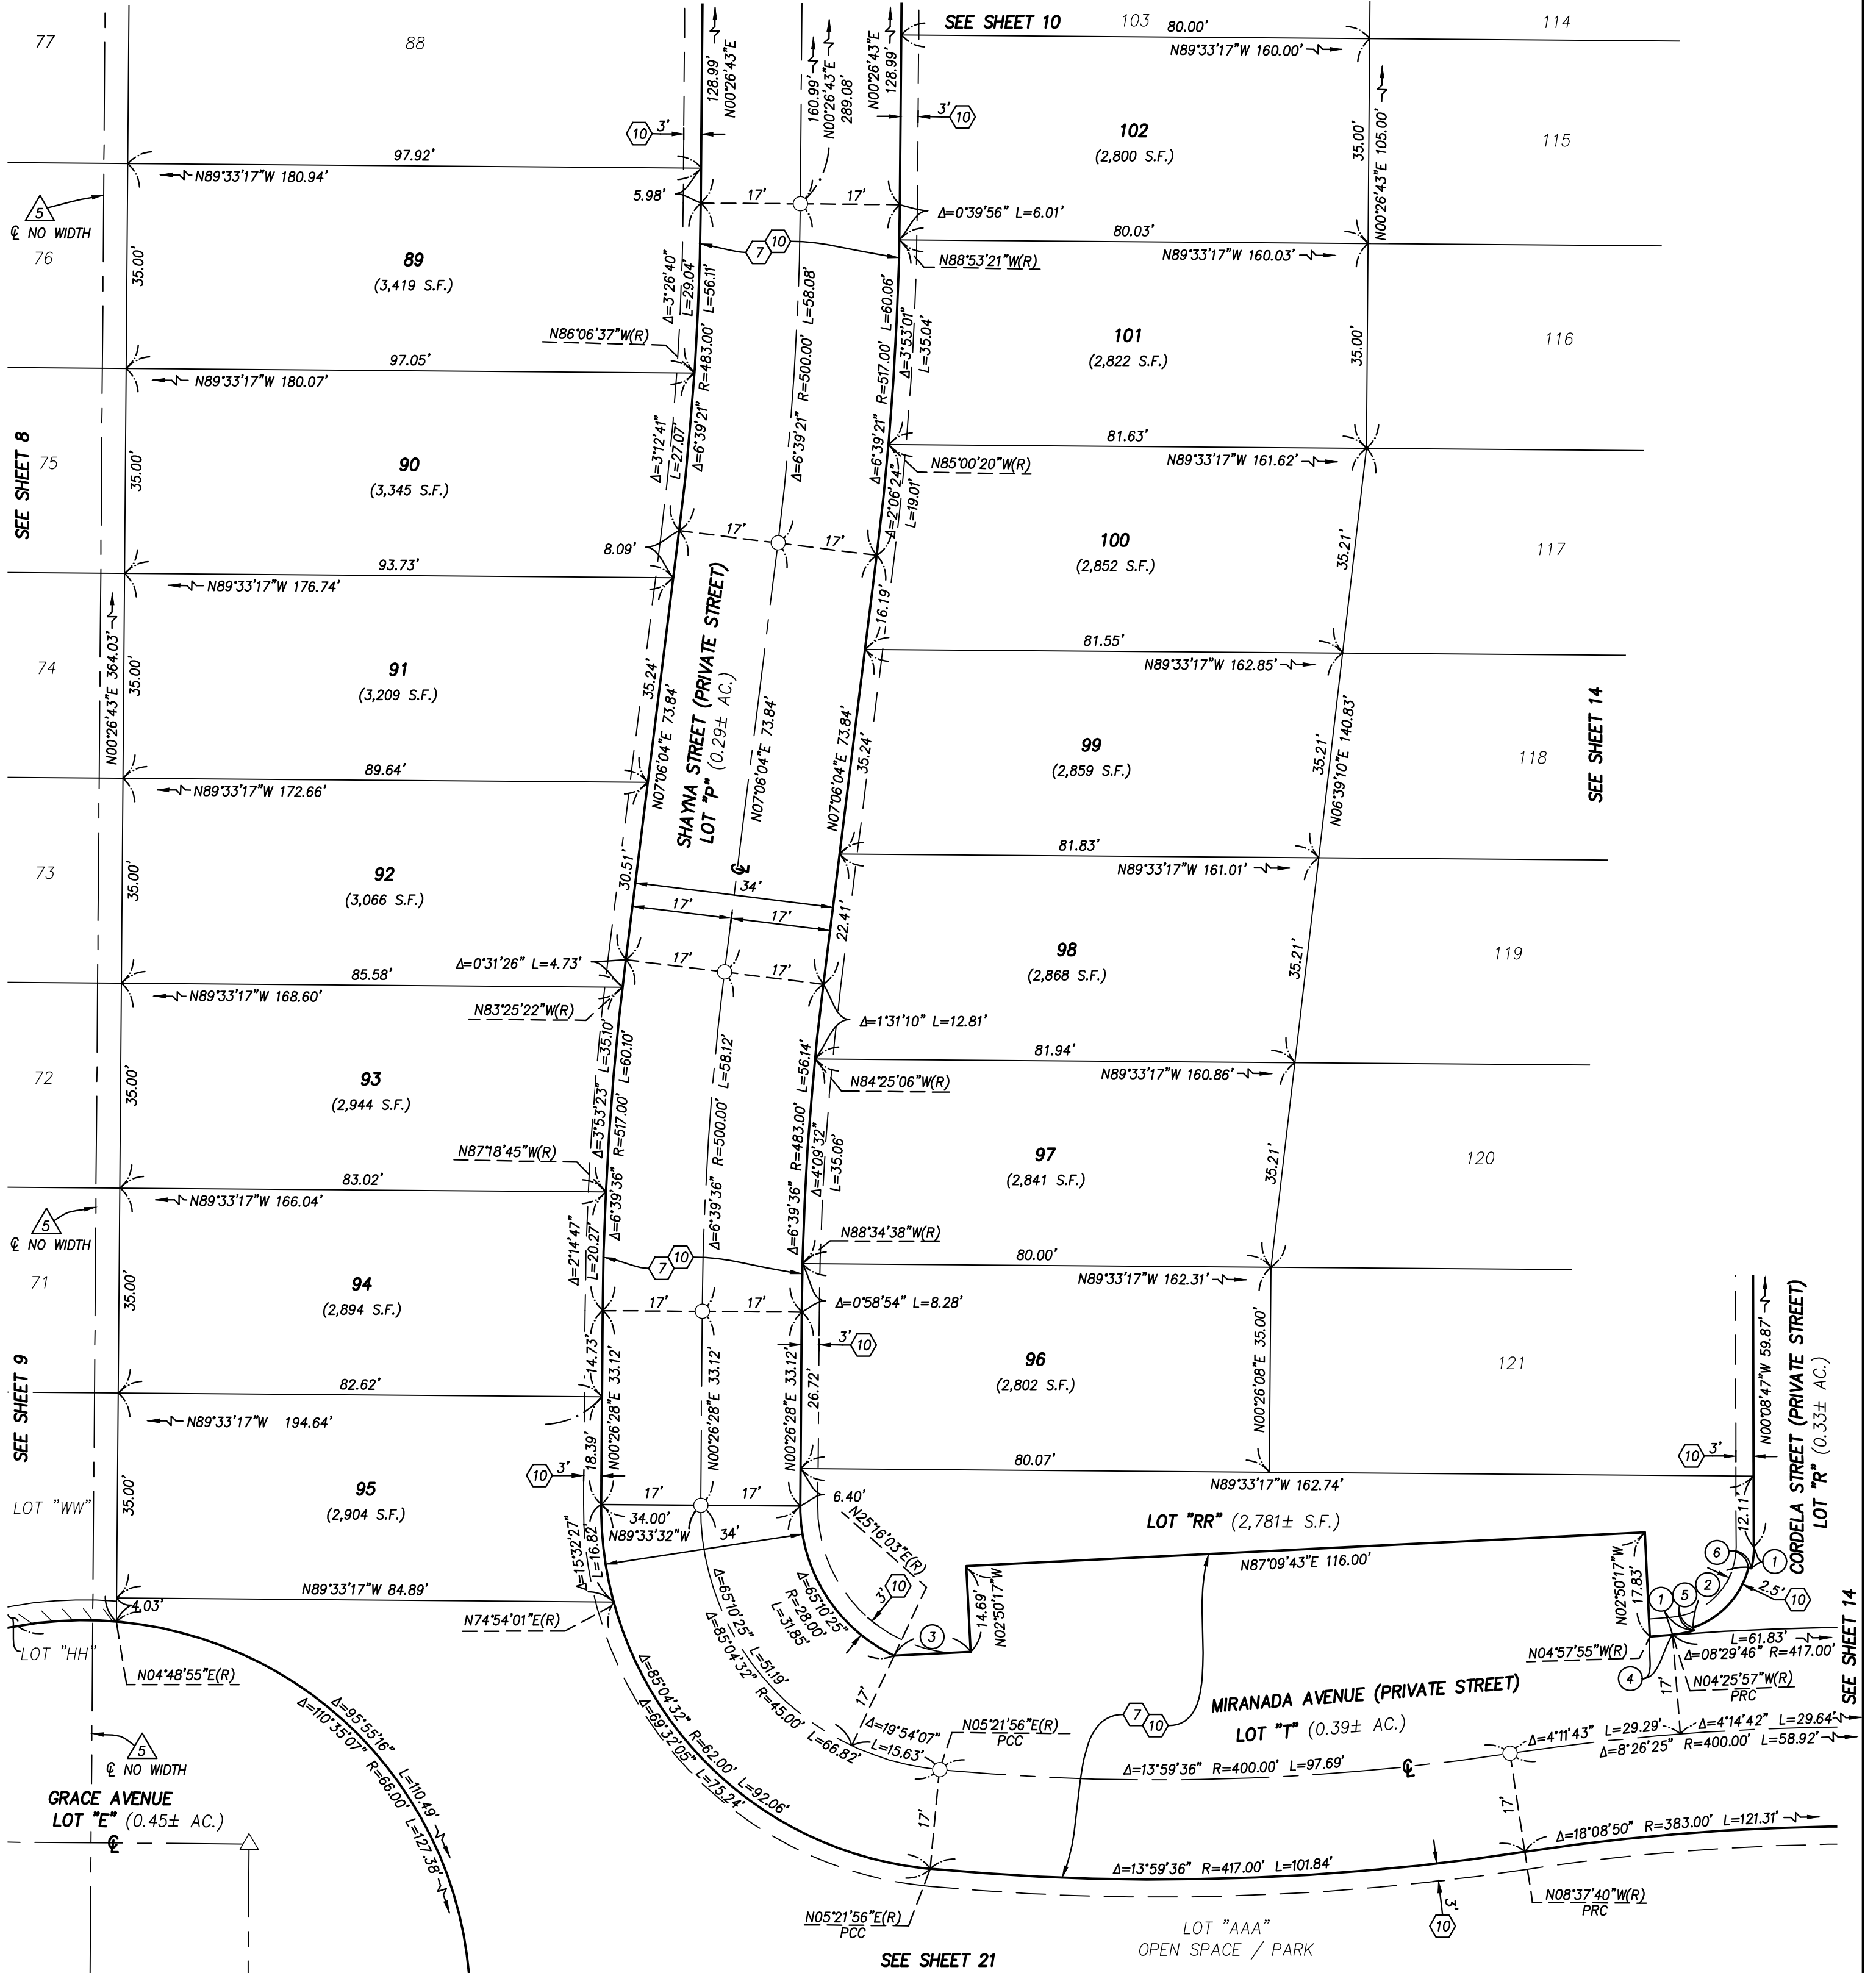 SEE SHEET 10
77
88
103
114
80.00'
N89°33'17"W 160.00'
128.99'
N00°26'43"E
160.99'
N00°26'43"E
289.08'
N00°26'43"E
128.99'
10 3'
3' 10
102
(2,800 S.F.)
35.00'
N00°26'43"E 105.00'
115
97.92'
N89°33'17"W 180.94'
5.98'
17'
17'
Δ=0°39'56" L=6.01'
80.03'
N89°33'17"W 160.03'
N88°53'21"W(R)
5
℄ NO WIDTH
76
35.00'
89
(3,419 S.F.)
7 10
Δ=3°26'40"
L=29.04'
Δ=6°39'21" R=483.00' L=56.11'
Δ=6°39'21" R=500.00' L=58.08'
Δ=6°39'21" R=517.00' L=60.06'
Δ=3°53'01"
L=35.04'
101
(2,822 S.F.)
35.00'
116
N86°06'37"W(R)
97.05'
N89°33'17"W 180.07'
81.63'
N89°33'17"W 161.62'
N85°00'20"W(R)
SEE SHEET 8
75
35.00'
90
(3,345 S.F.)
Δ=3°12'41"
L=27.07'
Δ=2°06'24"
L=19.01'
100
(2,852 S.F.)
35.21'
117
17'
17'
8.09'
93.73'
N89°33'17"W 176.74'
16.19'
81.55'
N89°33'17"W 162.85'
N00°26'43"E 364.03'
74
35.00'
91
(3,209 S.F.)
35.24'
N07°06'04"E 73.84'
SHAYNA STREET (PRIVATE STREET)
LOT "P" (0.29± AC.)
N07°06'04"E 73.84'
N07°06'04"E 73.84'
35.24'
99
(2,859 S.F.)
35.21'
N06°39'10"E 140.83'
118
SEE SHEET 14
89.64'
N89°33'17"W 172.66'
81.83'
N89°33'17"W 161.01'
73
35.00'
92
(3,066 S.F.)
30.51'
℄
34'
17'
17'
22.41'
98
(2,868 S.F.)
35.21'
119
Δ=0°31'26" L=4.73'
17'
17'
85.58'
N89°33'17"W 168.60'
N83°25'22"W(R)
Δ=1°31'10" L=12.81'
81.94'
N89°33'17"W 160.86'
N84°25'06"W(R)
72
35.00'
93
(2,944 S.F.)
Δ=3°53'23" L=35.10'
Δ=6°39'36" R=517.00' L=60.10'
Δ=6°39'36" R=500.00' L=58.12'
Δ=6°39'36" R=483.00' L=56.14'
Δ=4°09'32"
L=35.06'
97
(2,841 S.F.)
35.21'
120
N87°18'45"W(R)
83.02'
N89°33'17"W 166.04'
5
℄ NO WIDTH
N88°34'38"W(R)
80.00'
N89°33'17"W 162.31'
71
35.00'
94
(2,894 S.F.)
Δ=2°14'47"
L=20.27'
7 10
17'
17'
Δ=0°58'54" L=8.28'
3' 10
14.73'
N00°26'28"E 33.12'
N00°26'28"E 33.12'
N00°26'28"E 33.12'
26.72'
96
(2,802 S.F.)
N00°26'08"E 35.00'
121
N00°08'47"W 59.87'
CORDELA STREET (PRIVATE STREET)
LOT "R" (0.33± AC.)
SEE SHEET 9
82.62'
N89°33'17"W 194.64'
18.39'
10 3'
10 3'
80.07'
N89°33'17"W 162.74'
LOT "WW"
35.00'
95
(2,904 S.F.)
17'
17'
34.00'
N89°33'32"W
6.40'
34'
Δ=15°32'27"
L=16.82'
LOT "RR" (2,781± S.F.)
N87°09'43"E 116.00'
12.11'
N25°16'03"E(R)
3'
10
Δ=65°10'25"
R=28.00'
L=31.85'
14.69'
N02°50'17"W
3
N02°50'17"W
17.83'
6
1
1
5
2
2.5'
10
SEE SHEET 14
N89°33'17"W 84.89'
4.03'
LOT "HH"
N74°54'01"E(R)
N04°48'55"E(R)
Δ=65°10'25" L=51.19'
Δ=85°04'32" R=45.00' L=66.82'
17'
Δ=19°54'07"
L=15.63'
N05°21'56"E(R)
PCC
7
10
MIRANADA AVENUE (PRIVATE STREET)
LOT "T" (0.39± AC.)
N04°57'55"W(R)
4
L=61.83'
Δ=08°29'46" R=417.00'
N04°25'57"W(R)
PRC
17'
Δ=4°11'43" L=29.29'
Δ=4°14'42" L=29.64'
Δ=8°26'25" R=400.00' L=58.92'
5
℄ NO WIDTH
GRACE AVENUE
LOT "E" (0.45± AC.)
℄
Δ=95°55'16" L=110.49'
Δ=110°35'07" R=66.00' L=127.38'
Δ=85°04'32" R=62.00' L=92.06'
Δ=69°32'05" L=75.24'
Δ=13°59'36" R=400.00' L=97.69'
℄
17'
17'
Δ=13°59'36" R=417.00' L=101.84'
Δ=18°08'50" R=383.00' L=121.31'
N05°21'56"E(R)
PCC
N08°37'40"W(R)
PRC
3'
10
LOT "AAA"
OPEN SPACE / PARK
SEE SHEET 21